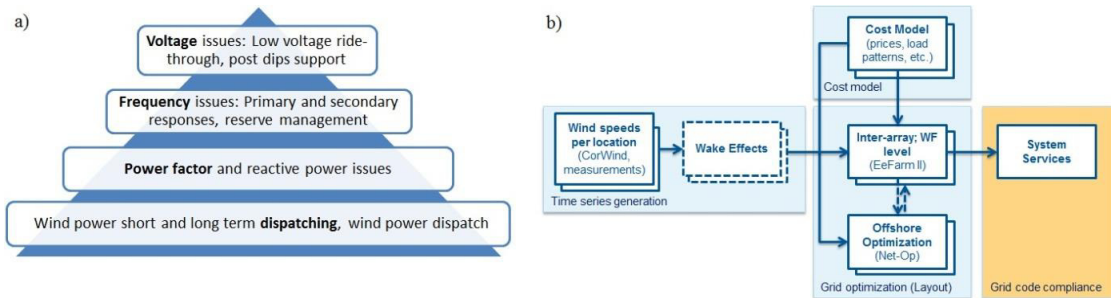 a)
Voltage issues: Low voltage ride-
through, post dips support
Frequency issues: Primary and secondary
responses, reserve management
Power factor and reactive power issues
Wind power short and long term dispatching, wind power dispatch
b)
Cost Model
(prices, load
patterns, etc.)
Cost model
Wind speeds
per location
(CorWind,
measurements)
Wake Effects
Time series generation
Inter-array; WF
level
(EeFarm II)
Offshore
Optimization
(Net-Op)
Grid optimization (Layout)
System
Services
Grid code compliance